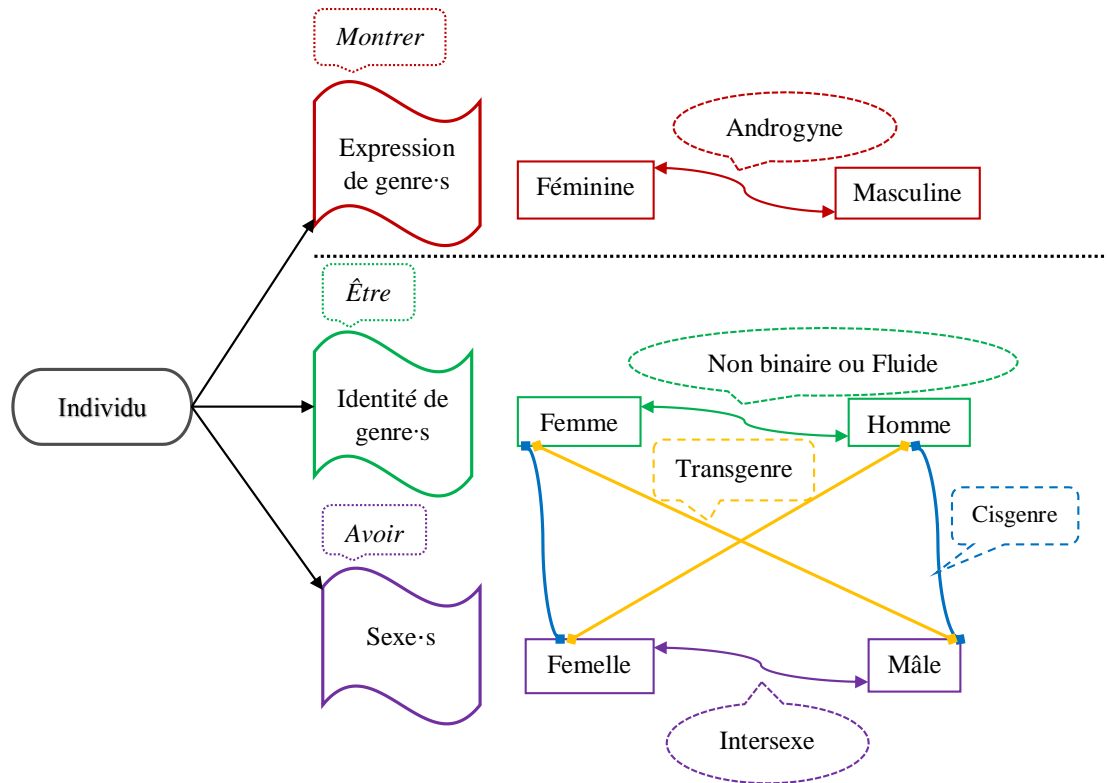 Montrer
Expression
de genre·s
Androgyne
Féminine
Masculine
Être
Individu
Identité de
genre·s
Non binaire ou Fluide
Femme
Homme
Transgenre
Cisgenre
Avoir
Sexe·s
Femelle
Mâle
Intersexe